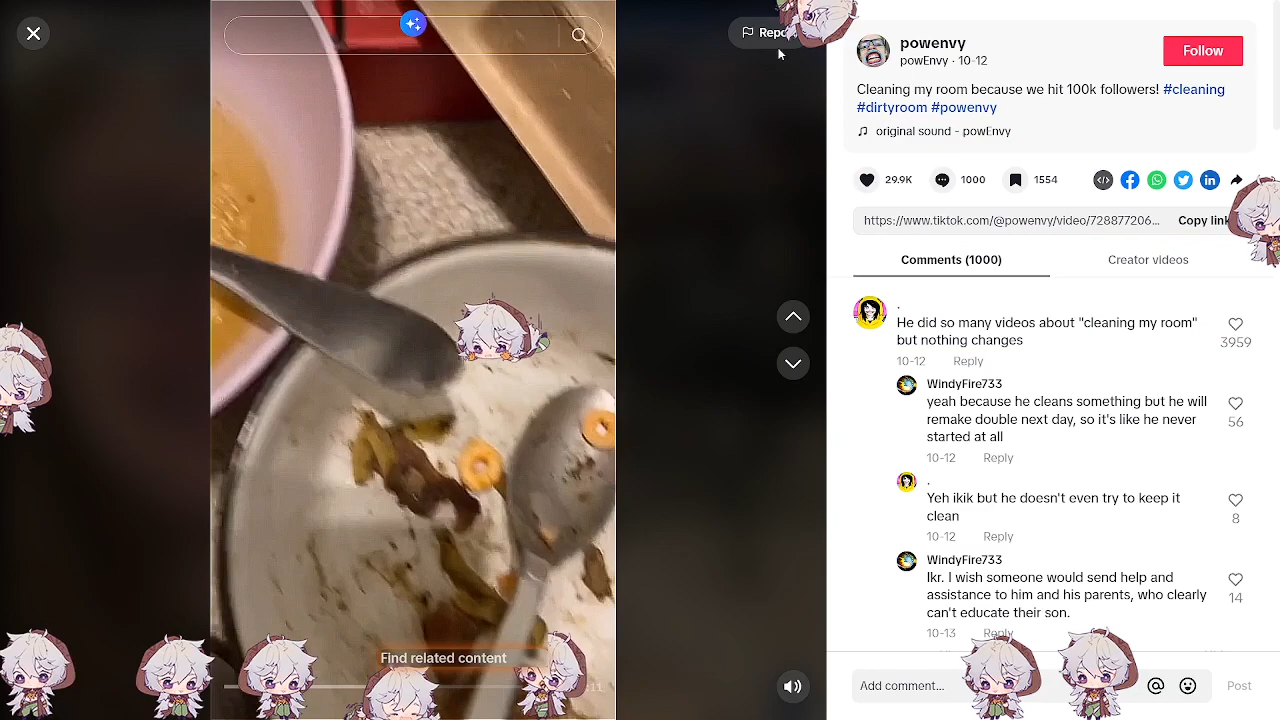 powenvy
powEnvy · 10-12
Follow
Cleaning my room because we hit 100k followers! #cleaning
#dirtyroom #powenvy
original sound - powEnvy
29.9K
1000
1554
https://www.tiktok.com/@powenvy/video/728877206...
Copy link
Comments (1000)
Creator videos
.
He did so many videos about "cleaning my room"
but nothing changes
3959
10-12 Reply
WindyFire733
yeah because he cleans something but he will
remake double next day, so it's like he never
started at all
56
10-12 Reply
.
Yeh ikik but he doesn't even try to keep it
clean
8
10-12 Reply
WindyFire733
Ikr. I wish someone would send help and
assistance to him and his parents, who clearly
can't educate their son.
14
10-13 Reply
Add comment...
Post
Find related content